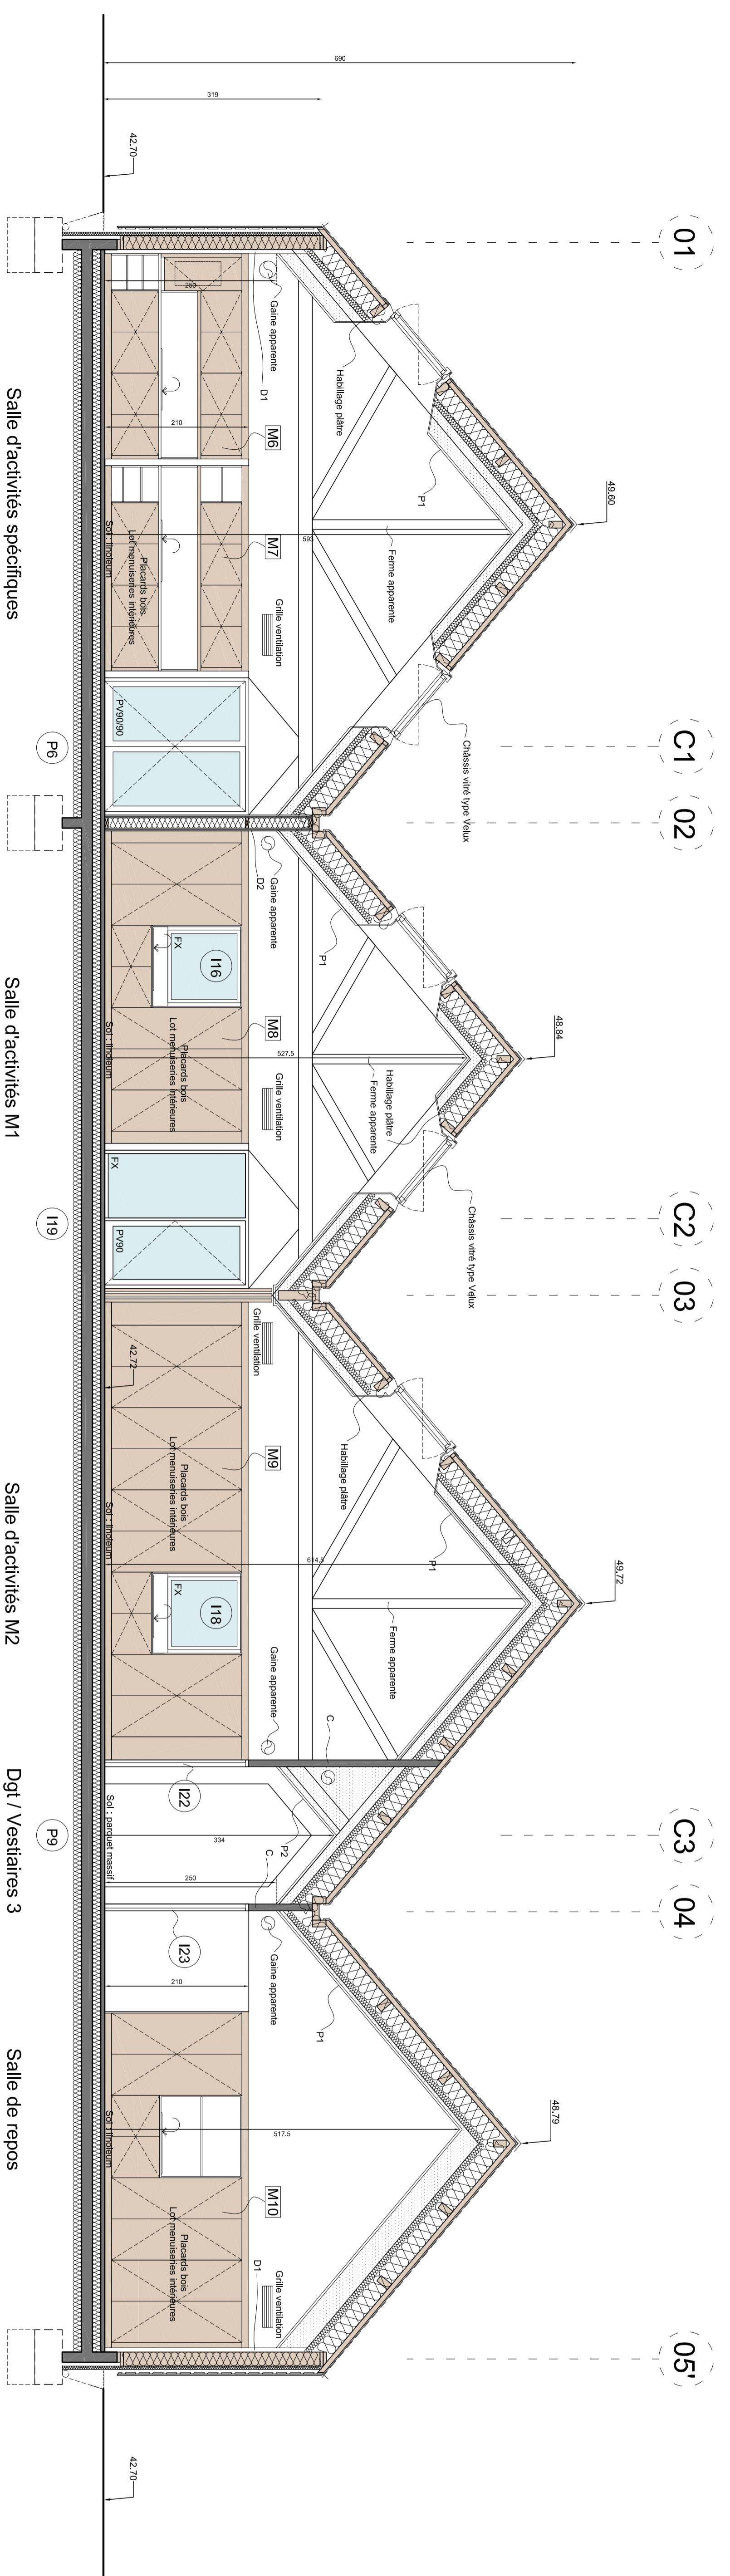 01
C1
02
C2
03
C3
04
05'
690
319
42.70
49.60
48.84
49.72
48.79
42.70
250
Gaine apparente
D1
Habillage plâtre
P1
210
M6
M7
593
Ferme apparente
Grille ventilation
Châssis vitré type Velux
Sol : linoleum
Placards bois
Lot menuiseries intérieures
PV90/90
P6
D2
Gaine apparente
P1
FX
I16
M8
527.5
Ferme apparente
Habillage plâtre
Grille ventilation
Châssis vitré type Velux
Placards bois
Lot menuiseries intérieures
Sol : linoleum
FX
PV90
I19
Grille ventilation
42.72
M9
Habillage plâtre
P1
Placards bois
Lot menuiseries intérieures
Sol : linoleum
614.5
FX
I18
Ferme apparente
Gaine apparente
C
I22
P2
334
C
250
Sol : parquet massif
P9
I23
Gaine apparente
P1
210
517.5
Sol : linoleum
M10
Placards bois
Lot menuiseries intérieures
D1
Grille ventilation
Salle d'activités spécifiques
Salle d'activités M1
Salle d'activités M2
Dgt / Vestiaires 3
Salle de repos